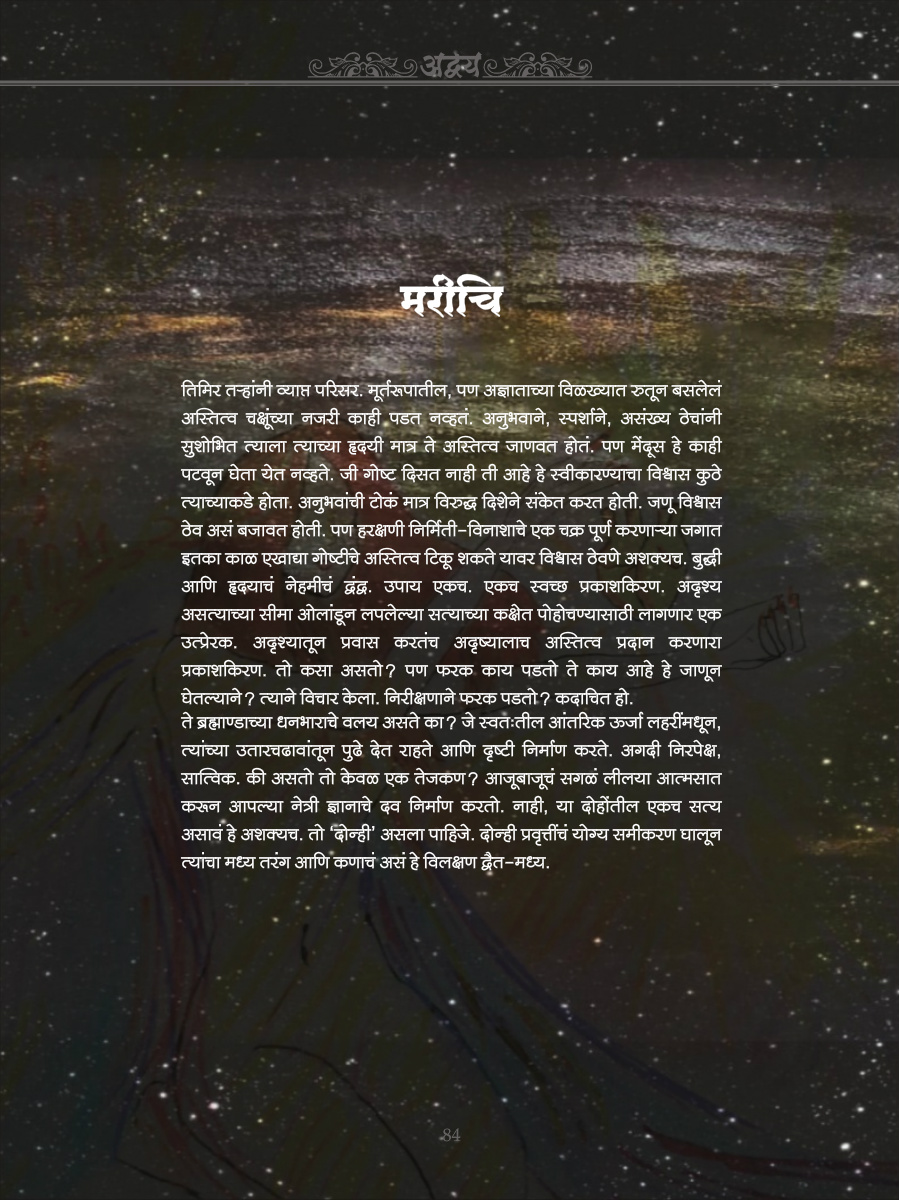 अद्वय
मरीचि
तिमिर तऱ्हांनी व्याप्त परिसर. मूर्तरूपातील, पण अज्ञाताच्या विळख्यात रुतून बसलेलं
अस्तित्व चक्षूंच्या नजरी काही पडत नव्हतं. अनुभवाने, स्पर्शाने, असंख्य ठेचांनी
सुशोभित त्याला त्याच्या हृदयी मात्र ते अस्तित्व जाणवत होतं. पण मेंदूस हे काही
पटवून घेता येत नव्हते. जी गोष्ट दिसत नाही ती आहे हे स्वीकारण्याचा विश्वास कुठे
त्याच्याकडे होता. अनुभवांची टोकं मात्र विरुद्ध दिशेने संकेत करत होती. जणू विश्वास
ठेव असं बजावत होती. पण हरक्षणी निर्मिती-विनाशाचे एक चक्र पूर्ण करणाऱ्या जगात
इतका काळ एखाद्या गोष्टीचे अस्तित्व टिकू शकते यावर विश्वास ठेवणे अशक्यच. बुद्धी
आणि हृदयाचं नेहमीचं द्वंद्व. उपाय एकच. एकच स्वच्छ प्रकाशकिरण. अदृश्य
असत्याच्या सीमा ओलांडून लपलेल्या सत्याच्या कक्षेत पोहोचण्यासाठी लागणार एक
उत्प्रेरक. अदृश्यातून प्रवास करतंच अदृष्यालाच अस्तित्व प्रदान करणारा
प्रकाशकिरण. तो कसा असतो? पण फरक काय पडतो ते काय आहे हे जाणून
घेतल्याने? त्याने विचार केला. निरीक्षणाने फरक पडतो? कदाचित हो.
ते ब्रह्माण्डाच्या धनभाराचे वलय असते का? जे स्वतःतील आंतरिक ऊर्जा लहरींमधून,
त्यांच्या उतारचढावांतून पुढे देत राहते आणि दृष्टी निर्माण करते. अगदी निरपेक्ष,
सात्विक. की असतो तो केवळ एक तेजकण? आजूबाजूचं सगळं लीलया आत्मसात
करून आपल्या नेत्री ज्ञानाचे दव निर्माण करतो. नाही, या दोहोंतील एकच सत्य
असावं हे अशक्यच. तो 'दोन्ही' असला पाहिजे. दोन्ही प्रवृत्तींचं योग्य समीकरण घालून
त्यांचा मध्य तरंग आणि कणाचं असं हे विलक्षण द्वैत-मध्य.
84